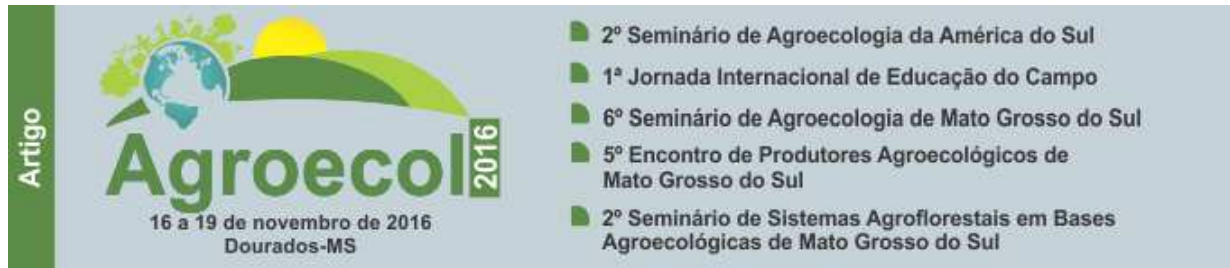 Artigo
Agroecol 2016
16 a 19 de novembro de 2016
Dourados-MS
2º Seminário de Agroecologia da América do Sul
1ª Jornada Internacional de Educação do Campo
6º Seminário de Agroecologia de Mato Grosso do Sul
5º Encontro de Produtores Agroecológicos de
Mato Grosso do Sul
2º Seminário de Sistemas Agroflorestais em Bases
Agroecológicas de Mato Grosso do Sul